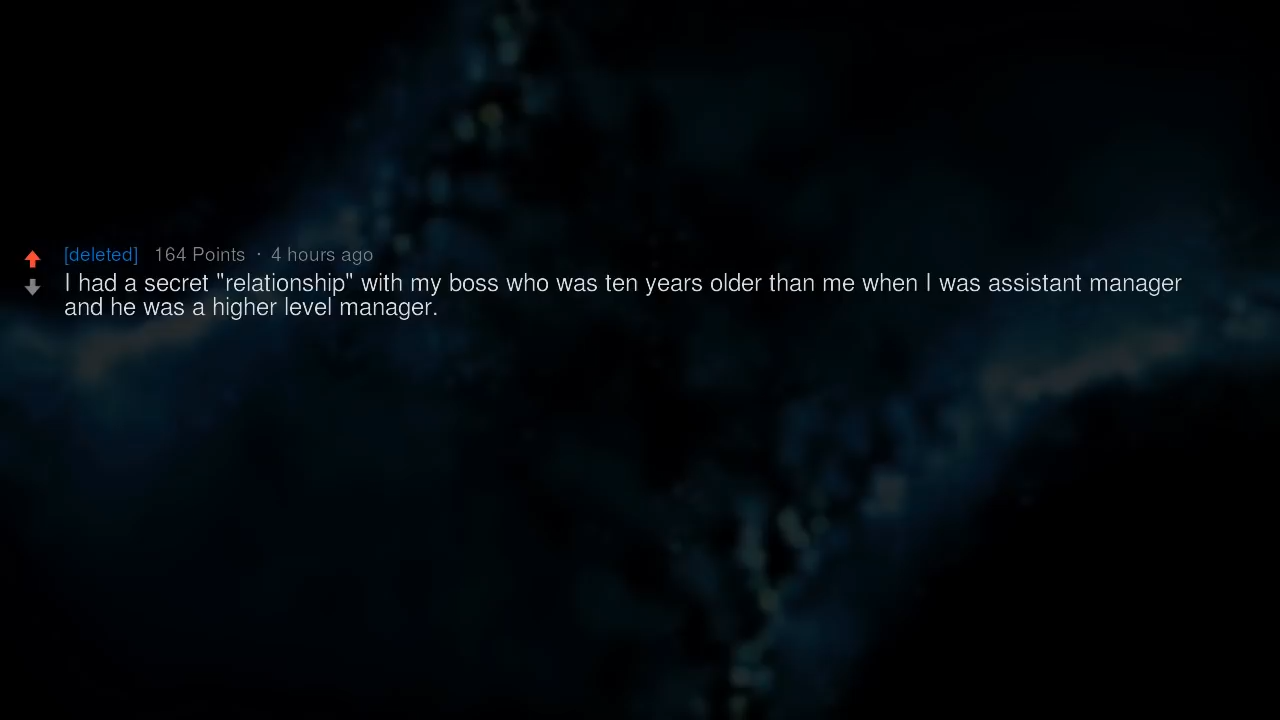 [deleted] 164 Points · 4 hours ago
I had a secret "relationship" with my boss who was ten years older than me when I was assistant manager
and he was a higher level manager.